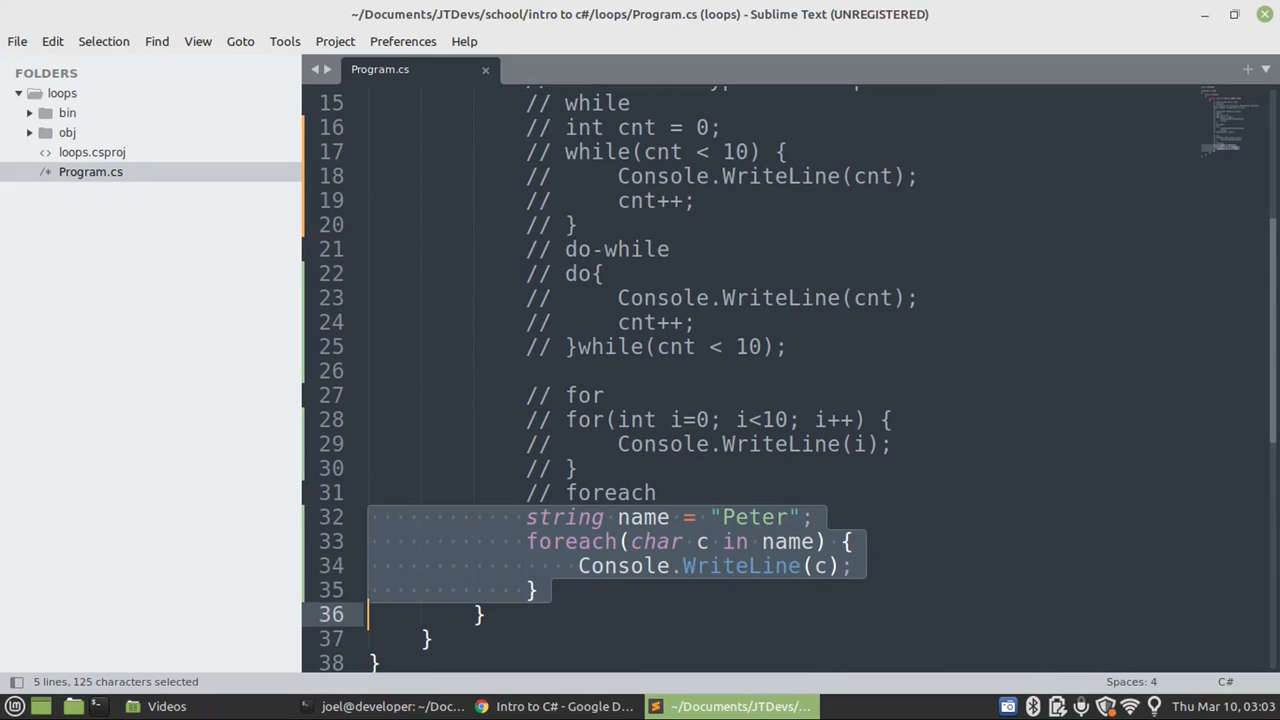 ~/Documents/JTDevs/school/intro to c#/loops/Program.cs (loops) - Sublime Text (UNREGISTERED)
File Edit Selection Find View Goto Tools Project Preferences Help
FOLDERS
loops
bin
obj
<> loops.csproj
/* Program.cs
Program.cs
15 // while
16 // int cnt = 0;
17 // while(cnt < 10) {
18 //     Console.WriteLine(cnt);
19 //     cnt++;
20 // }
21 // do-while
22 // do{
23 //     Console.WriteLine(cnt);
24 //     cnt++;
25 // }while(cnt < 10);
26
27 // for
28 // for(int i=0; i<10; i++) {
29 //     Console.WriteLine(i);
30 // }
31 // foreach
32 string name = "Peter";
33 foreach(char c in name) {
34     Console.WriteLine(c);
35 }
36 }
37 }
38 }
5 lines, 125 characters selected
Spaces: 4
C#
Videos
joel@developer: ~/Doc...
Intro to C# - Google D...
~/Documents/JTDevs/...
Thu Mar 10, 03:03